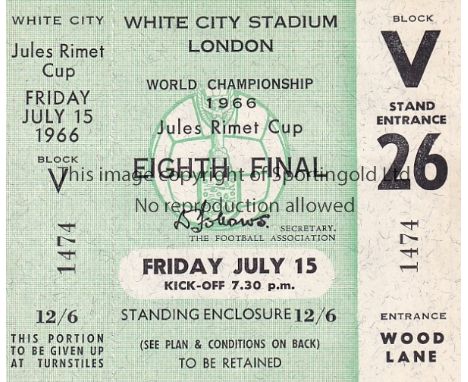 WHITE CITY
Jules Rimet
Cup
FRIDAY
JULY 15
1966
BLOCK
V
1474
12/6
THIS PORTION
TO BE GIVEN UP
AT TURNSTILES
WHITE CITY STADIUM
LONDON
WORLD CHAMPIONSHIP
1966
Jules Rimet Cup
EIGHTH FINAL
This image copyright of Sportingold Ltd
No reproduction allowed
D Follows.
SECRETARY.
THE FOOTBALL ASSOCIATION
FRIDAY JULY 15
KICK-OFF 7.30 p.m.
STANDING ENCLOSURE 12/6
(SEE PLAN & CONDITIONS ON BACK)
TO BE RETAINED
BLOCK
V
STAND
ENTRANCE
26
1474
ENTRANCE
WOOD
LANE